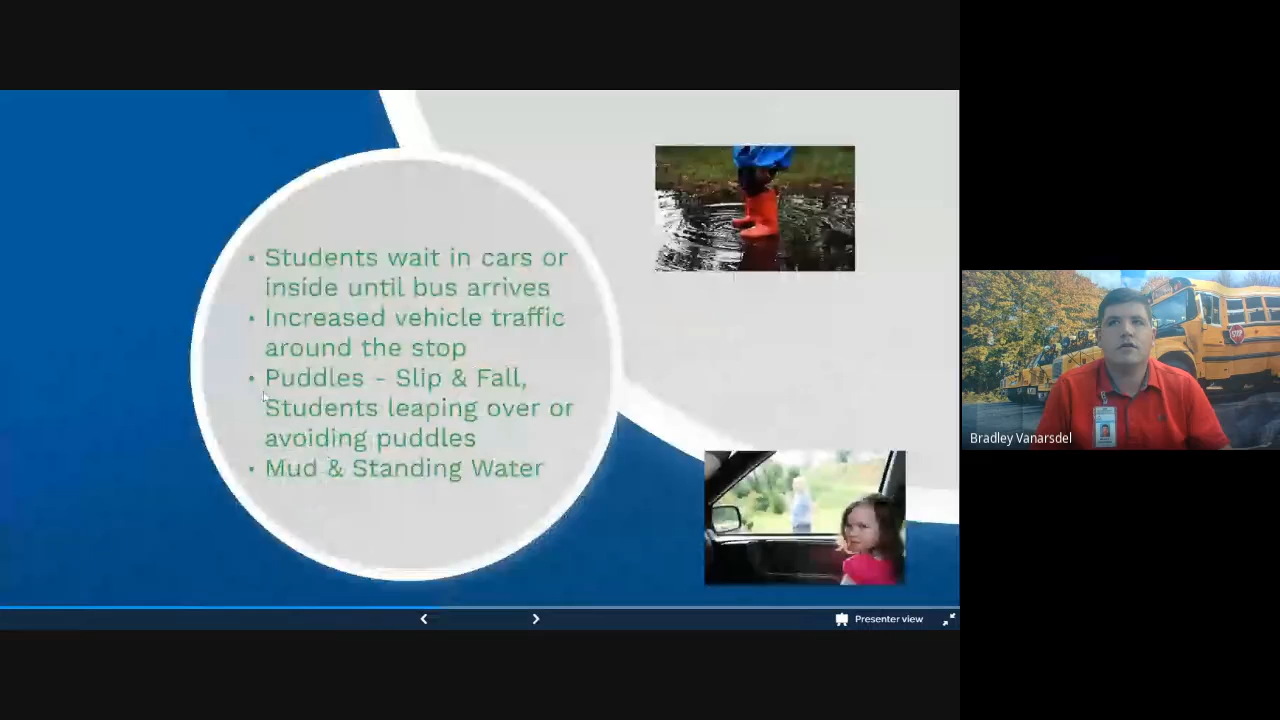 • Students wait in cars or
inside until bus arrives
• Increased vehicle traffic
around the stop
• Puddles - Slip & Fall,
Students leaping over or
avoiding puddles
• Mud & Standing Water
STOP
Bradley Vanarsdel
Presenter view